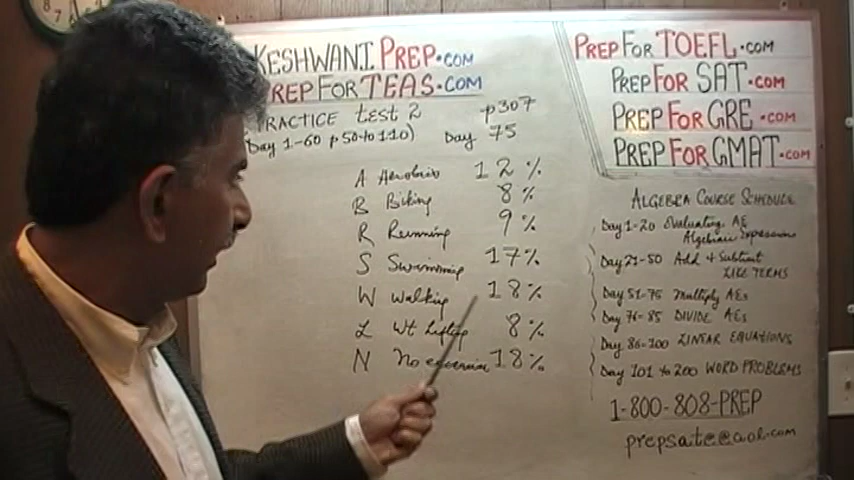 KESHWANI PREP.COM
PREP FOR TEAS.COM
PRACTICE test 2 -p307
(Day 1-60 p50-to 110) Day 75
A Aerobics 12%
B Biking 8%
R Running 9%
S Swimming 17%
W Walking 18%
L Wt Lifting 8%
N No exercise 18%
PREP FOR TOEFL.COM
PREP FOR SAT.COM
PREP FOR GRE.COM
PREP FOR GMAT.COM
ALGEBRA COURSE SCHEDULE
Day 1-20 Evaluating AE
Algebraic Expressions
Day 21-50 Add & Subtract
LIKE TERMS
Day 51-75 Multiply AEs
Day 76-85 DIVIDE AEs
Day 86-100 LINEAR EQUATIONS
Day 101 to 200 WORD PROBLEMS
1-800-808-PREP
prepsate@aol.com
8
7
6